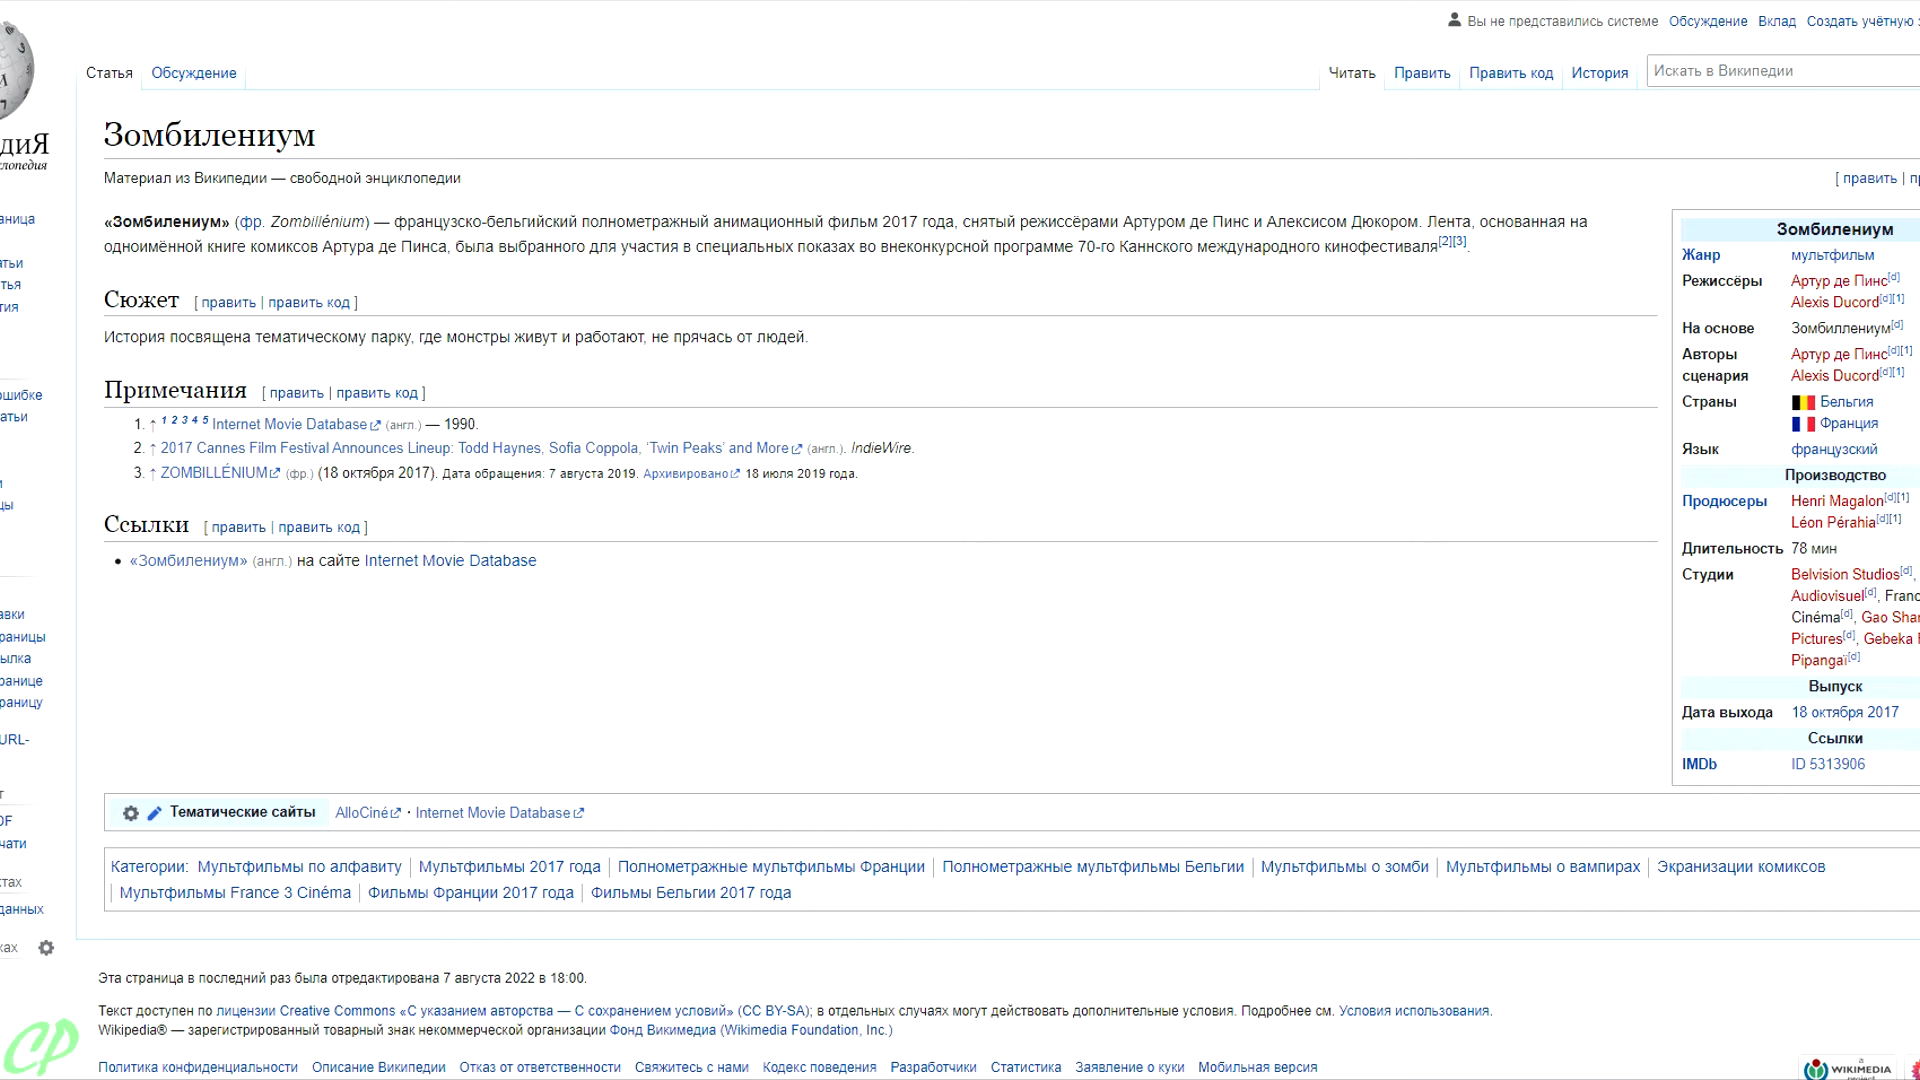 Вы не представились системе Обсуждение Вклад Создать учётную
Статья Обсуждение Читать Править Править код История Искать в Википедии
Зомбилениум
Материал из Википедии — свободной энциклопедии
[ править |
«Зомбилениум» (фр. Zombillénium) — французско-бельгийский полнометражный анимационный фильм 2017 года, снятый режиссёрами Артуром де Пинс и Алексисом Дюкором. Лента, основанная на
одноимённой книге комиксов Артура де Пинса, была выбранного для участия в специальных показах во внеконкурсной программе 70-го Каннского международного кинофестиваля[2][3].
Сюжет [ править | править код ]
История посвящена тематическому парку, где монстры живут и работают, не прячась от людей.
Примечания [ править | править код ]
1. ↑ 1 2 3 4 5 Internet Movie Database (англ.) — 1990.
2. ↑ 2017 Cannes Film Festival Announces Lineup: Todd Haynes, Sofia Coppola, ‘Twin Peaks’ and More (англ.). IndieWire.
3. ↑ ZOMBILLÉNIUM (фр.) (18 октября 2017). Дата обращения: 7 августа 2019. Архивировано 18 июля 2019 года.
Ссылки [ править | править код ]
• «Зомбилениум» (англ.) на сайте Internet Movie Database
Зомбилениум
Жанр мультфильм
Режиссёры Артур де Пинс[d]
Alexis Ducord[d][1]
На основе Зомбиллениум[d]
Авторы Артур де Пинс[d][1]
сценария Alexis Ducord[d][1]
Страны Бельгия
Франция
Язык французский
Производство
Продюсеры Henri Magalon[d][1]
Léon Pérahia[d][1]
Длительность 78 мин
Студии Belvision Studios[d],
Audiovisuel[d], Franc
Cinéma[d], Gao Shan
Pictures[d], Gebeka
Pipangaï[d]
Выпуск
Дата выхода 18 октября 2017
Ссылки
IMDb ID 5313906
Тематические сайты AlloCiné · Internet Movie Database
Категории: Мультфильмы по алфавиту | Мультфильмы 2017 года | Полнометражные мультфильмы Франции | Полнометражные мультфильмы Бельгии | Мультфильмы о зомби | Мультфильмы о вампирах | Экранизации комиксов
| Мультфильмы France 3 Cinéma | Фильмы Франции 2017 года | Фильмы Бельгии 2017 года
Эта страница в последний раз была отредактирована 7 августа 2022 в 18:00.
Текст доступен по лицензии Creative Commons «С указанием авторства — С сохранением условий» (CC BY-SA); в отдельных случаях могут действовать дополнительные условия. Подробнее см. Условия использования.
Wikipedia® — зарегистрированный товарный знак некоммерческой организации Фонд Викимедиа (Wikimedia Foundation, Inc.)
Политика конфиденциальности Описание Википедии Отказ от ответственности Свяжитесь с нами Кодекс поведения Разработчики Статистика Заявление о куки Мобильная версия
a
WIKIMEDIA
CP